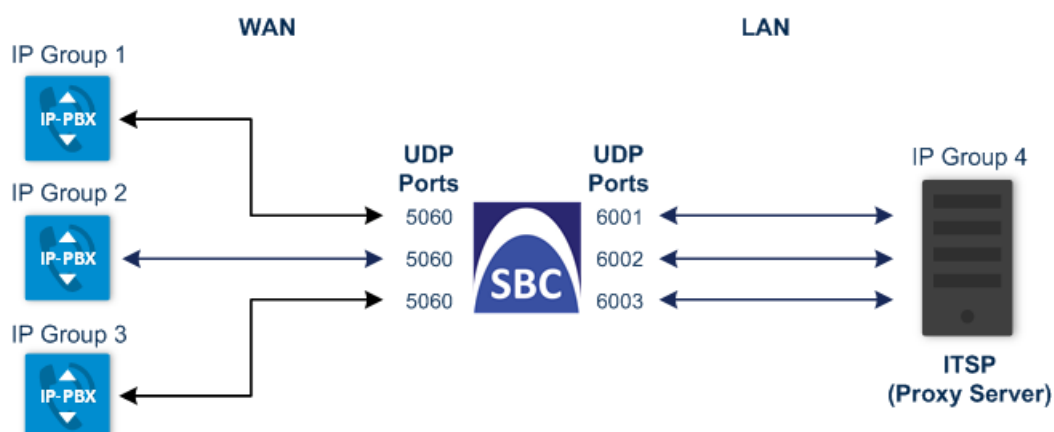 WAN
LAN
IP Group 1
IP-PBX
UDP
Ports
UDP
Ports
IP Group 4
IP Group 2
IP-PBX
5060
6001
5060
6002
5060
6003
SBC
IP Group 3
IP-PBX
ITSP
(Proxy Server)